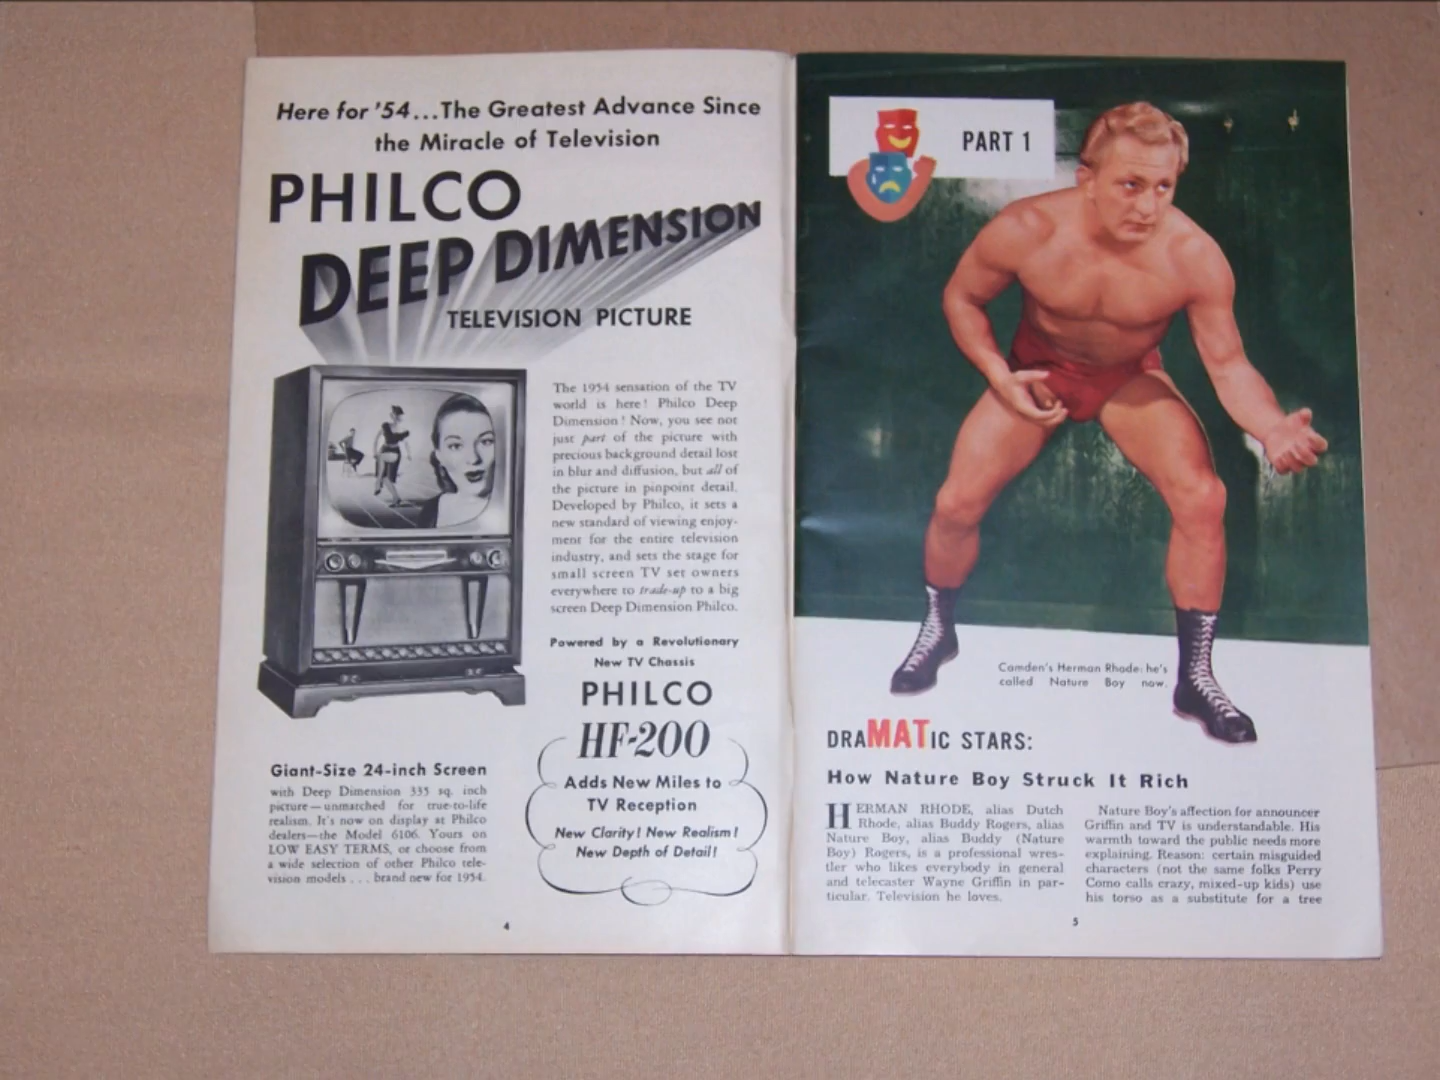 Here for '54...The Greatest Advance Since
the Miracle of Television
PHILCO
DEEP DIMENSION
TELEVISION PICTURE
The 1954 sensation of the TV
world is here! Philco Deep
Dimension! Now, you see not
just part of the picture with
precious background detail lost
in blur and diffusion, but all of
the picture in pinpoint detail.
Developed by Philco, it sets a
new standard of viewing enjoy-
ment for the entire television
industry, and sets the stage for
small screen TV set owners
everywhere to trade-up to a big
screen Deep Dimension Philco.
Powered by a Revolutionary
New TV Chassis
PHILCO
HF-200
Adds New Miles to
TV Reception
New Clarity! New Realism!
New Depth of Detail!
Giant-Size 24-inch Screen
with Deep Dimension 335 sq. inch
picture—unmatched for true-to-life
realism. It's now on display at Philco
dealers—the Model 6106. Yours on
LOW EASY TERMS, or choose from
a wide selection of other Philco tele-
vision models . . . brand new for 1954.
4
PART 1
Camden's Herman Rhode: he's
called Nature Boy now.
DRAMATIC STARS:
How Nature Boy Struck It Rich
HERMAN RHODE, alias Dutch
Rhode, alias Buddy Rogers, alias
Nature Boy, alias Buddy (Nature
Boy) Rogers, is a professional wres-
tler who likes everybody in general
and telecaster Wayne Griffin in par-
ticular. Television he loves.
Nature Boy's affection for announcer
Griffin and TV is understandable. His
warmth toward the public needs more
explaining. Reason: certain misguided
characters (not the same folks Perry
Como calls crazy, mixed-up kids) use
his torso as a substitute for a tree
5